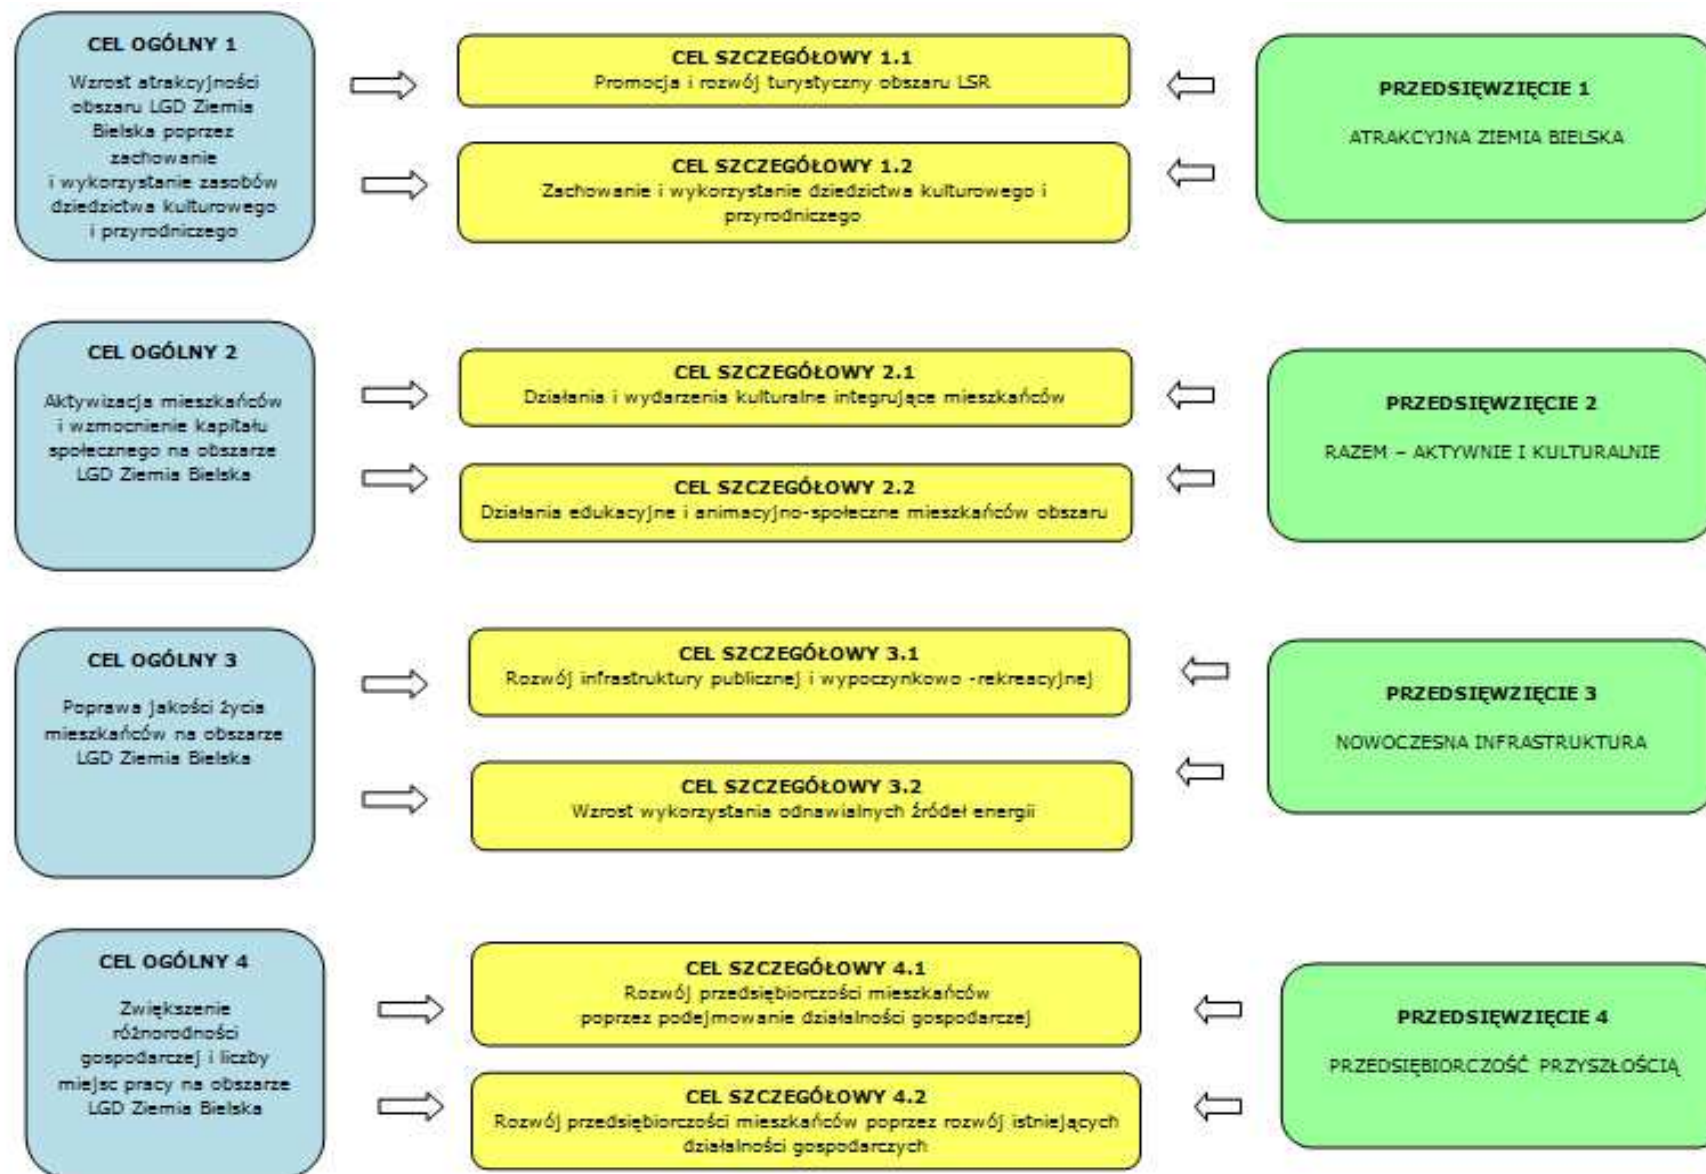 CEL OGÓLNY 1
Wzrost atrakcyjności
obszaru LGD Ziemia
Bielska poprzez
zachowanie
i wykorzystanie zasobów
dziedzictwa kulturowego
i przyrodniczego
CEL SZCZEGÓŁOWY 1.1
Promocja i rozwój turystyczny obszaru LSR
CEL SZCZEGÓŁOWY 1.2
Zachowanie i wykorzystanie dziedzictwa kulturowego i
przyrodniczego
PRZEDSIĘWZIĘCIE 1
ATRAKCYJNA ZIEMIA BIELSKA
CEL OGÓLNY 2
Aktywizacja mieszkańców
i wzmocnienie kapitału
społecznego na obszarze
LGD Ziemia Bielska
CEL SZCZEGÓŁOWY 2.1
Działania i wydarzenia kulturalne integrujące mieszkańców
CEL SZCZEGÓŁOWY 2.2
Działania edukacyjne i animacyjno-społeczne mieszkańców obszaru
PRZEDSIĘWZIĘCIE 2
RAZEM – AKTYWNIE I KULTURALNIE
CEL OGÓLNY 3
Poprawa jakości życia
mieszkańców na obszarze
LGD Ziemia Bielska
CEL SZCZEGÓŁOWY 3.1
Rozwój infrastruktury publicznej i wypoczynkowo -rekreacyjnej
CEL SZCZEGÓŁOWY 3.2
Wzrost wykorzystania odnawialnych źródeł energii
PRZEDSIĘWZIĘCIE 3
NOWOCZESNA INFRASTRUKTURA
CEL OGÓLNY 4
Zwiększenie
różnorodności
gospodarczej i liczby
miejsc pracy na obszarze
LGD Ziemia Bielska
CEL SZCZEGÓŁOWY 4.1
Rozwój przedsiębiorczości mieszkańców
poprzez podejmowanie działalności gospodarczej
CEL SZCZEGÓŁOWY 4.2
Rozwój przedsiębiorczości mieszkańców poprzez rozwój istniejących
działalności gospodarczych
PRZEDSIĘWZIĘCIE 4
PRZEDSIĘBIORCZOŚĆ PRZYSZŁOŚCIĄ